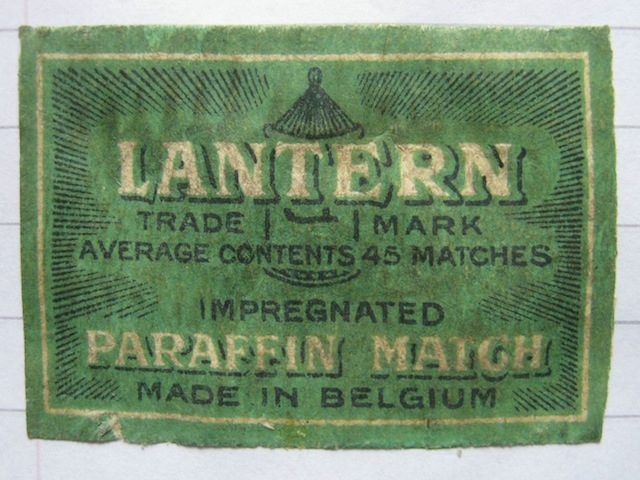 LANTERN
TRADE MARK
AVERAGE CONTENTS 45 MATCHES
IMPREGNATED
PARAFFIN MATCH
MADE IN BELGIUM